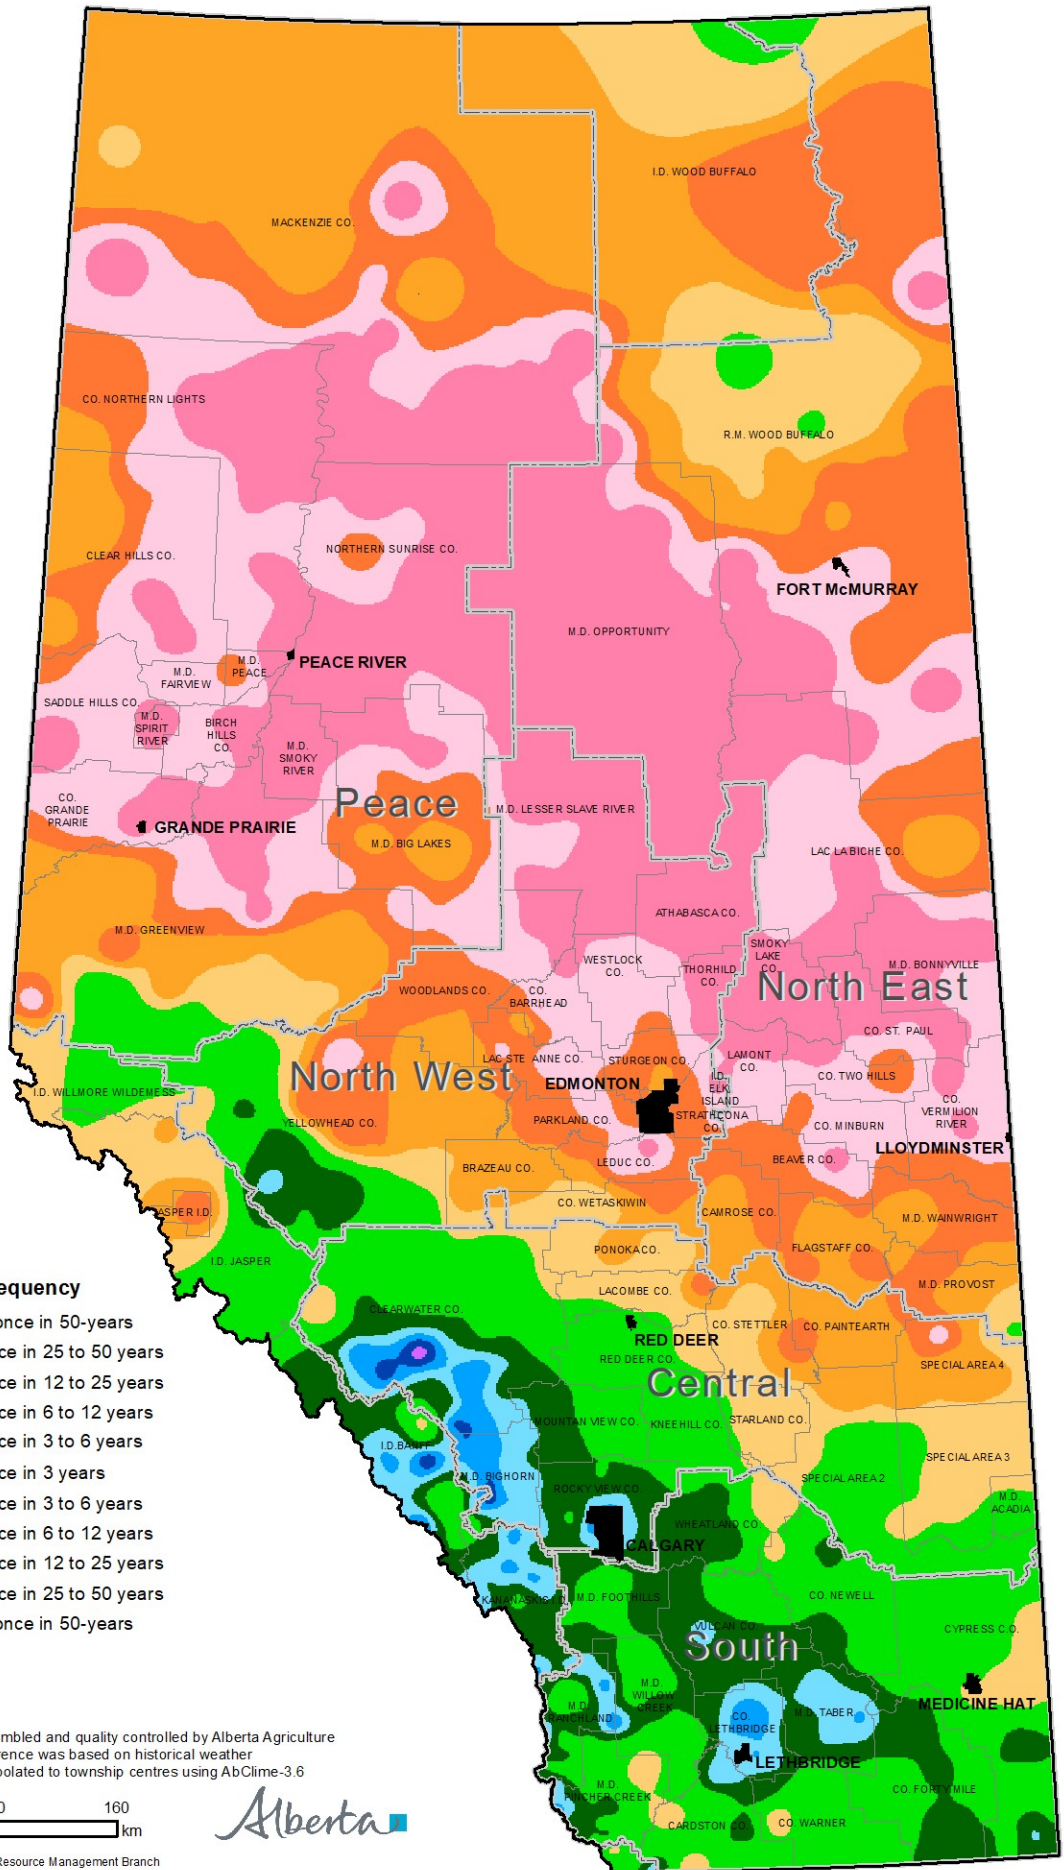 I.D. WOOD BUFFALO
MACKENZIE CO.
CO. NORTHERN LIGHTS
R.M. WOOD BUFFALO
CLEAR HILLS CO.
NORTHERN SUNRISE CO.
FORT McMURRAY
M.D. OPPORTUNITY
PEACE RIVER
M.D.
FAIRVIEW
M.D.
PEACE
SADDLE HILLS CO.
M.D.
SPIRIT
RIVER
BIRCH
HILLS
CO.
M.D.
SMOKY
RIVER
CO.
GRANDE
PRAIRIE
Peace
M.D. LESSER SLAVE RIVER
GRANDE PRAIRIE
M.D. BIG LAKES
LAC LA BICHE CO.
ATHABASCA CO.
M.D. GREENVIEW
WESTLOCK
CO.
THORHILD
CO.
SMOKY
LAKE
CO.
M.D. BONNYVILLE
North East
WOODLANDS CO.
CO.
BARRHEAD
CO. ST. PAUL
LAC STE ANNE CO.
STURGEON CO.
LAMONT
CO.
North West
EDMONTON
I.D.
ELK
ISLAND
CO. TWO HILLS
I.D. WILLMORE WILDERNESS
YELLOWHEAD CO.
PARKLAND CO.
STRATHCONA
CO.
CO. MINBURN
CO.
VERMILION
RIVER
LLOYDMINSTER
BRAZEAU CO.
LEDUC CO.
BEAVER CO.
CO. WETASKIWIN
CAMROSE CO.
M.D. WAINWRIGHT
ASPER I.D.
PONOKA CO.
FLAGSTAFF CO.
I.D. JASPER
M.D. PROVOST
LACOMBE CO.
equency
once in 50-years
ce in 25 to 50 years
ce in 12 to 25 years
ce in 6 to 12 years
ce in 3 to 6 years
ce in 3 years
ce in 3 to 6 years
ce in 6 to 12 years
ce in 12 to 25 years
ce in 25 to 50 years
once in 50-years
CLEARWATER CO.
CO. STETTLER
CO. PAINTEARTH
RED DEER
RED DEER CO.
SPECIAL AREA 4
Central
MOUNTAIN VIEW CO.
KNEEHILL CO.
STARLAND CO.
I.D. BANFF
M.D. BIGHORN
SPECIAL AREA 2
SPECIAL AREA 3
ROCKY VIEW CO.
M.D.
ACADIA
WHEATLAND CO.
CALGARY
KANANASKIS I.D.
M.D. FOOTHILLS
CO. NEWELL
VULCAN CO.
CYPRESS C.O.
South
M.D.
RANCHLAND
M.D.
WILLOW
CREEK
CO.
LETHBRIDGE
M.D. TABER
MEDICINE HAT
LETHBRIDGE
M.D.
PINCHER CREEK
CO. FORTY MILE
CARDSTON CO.
CO. WARNER
mbled and quality controlled by Alberta Agriculture
rence was based on historical weather
polated to township centres using AbClime-3.6
0 160
km
Alberta
Resource Management Branch